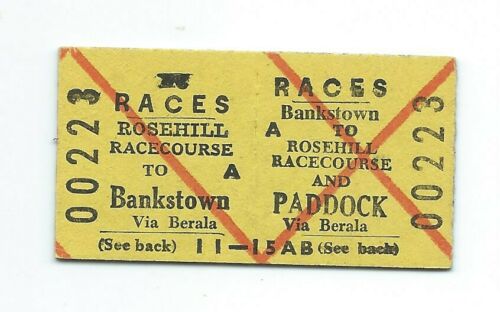 RACES
ROSEHILL
RACECOURSE
TO A
Bankstown
Via Berala
(See back)
00223
RACES
Bankstown
A TO
ROSEHILL
RACECOURSE
AND
PADDOCK
Via Berala
11-15AB (See back)
00223